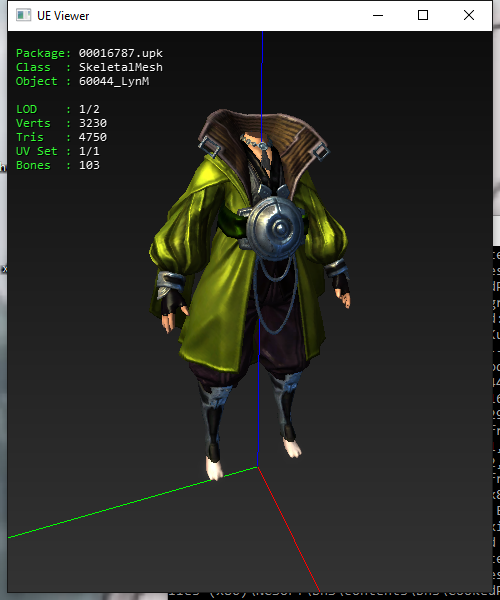 UE Viewer
Package: 00016787.upk
Class : SkeletalMesh
Object : 60044_LynM
LOD : 1/2
Verts : 3230
Tris : 4750
UV Set : 1/1
Bones : 103